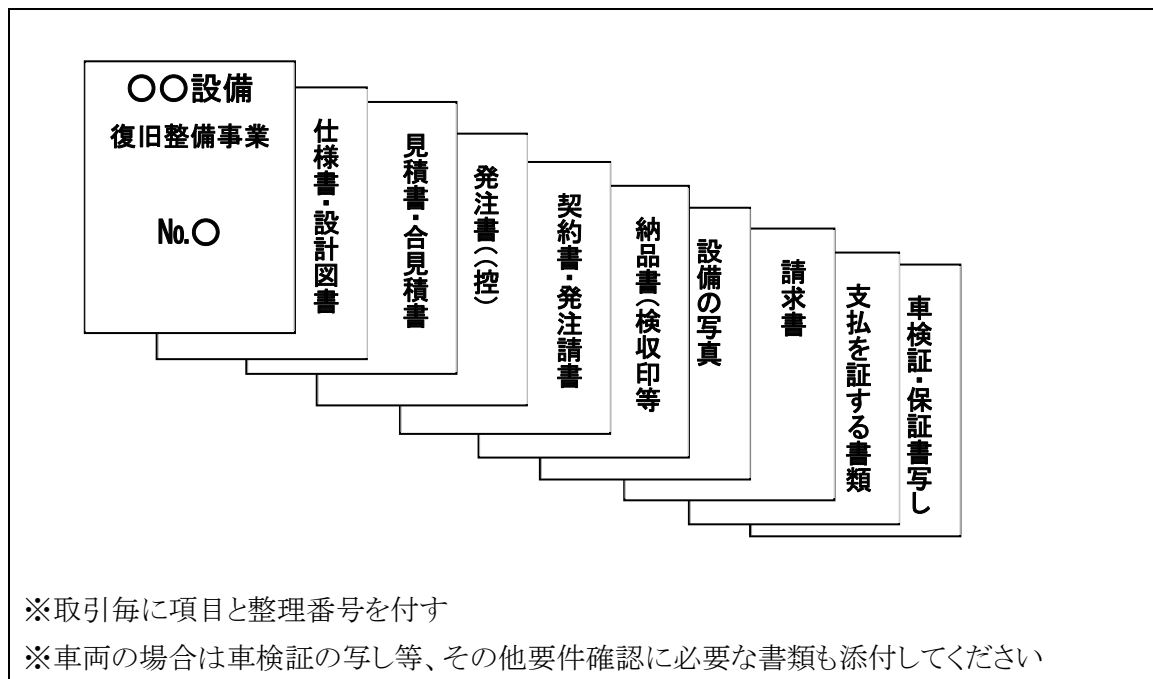 〇〇設備
復旧整備事業
№〇
仕様書・設計図書
見積書・合見積書
発注書((控)
契約書・発注請書
納品書(検収印等
設備の写真
請求書
支払を証する書類
車検証・保証書写し
※取引毎に項目と整理番号を付す
※車両の場合は車検証の写し等、その他要件確認に必要な書類も添付してください